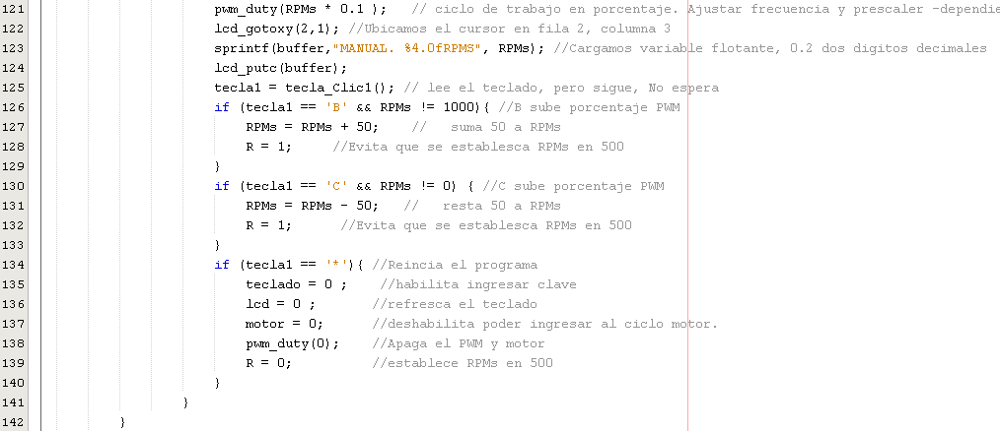 121 pwm_duty(RPMs * 0.1 ); // ciclo de trabajo en porcentaje. Ajustar frecuencia y prescaler -dependie
122 lcd_gotoxy(2,1); //Ubicamos el cursor en fila 2, columna 3
123 sprintf(buffer,"MANUAL. %4.0fRPMS", RPMs); //Cargamos variable flotante, 0.2 dos digitos decimales
124 lcd_putc(buffer);
125 tecla1 = tecla_Clic1(); // lee el teclado, pero sigue, No espera
126 if (tecla1 == 'B' && RPMs != 1000){ //B sube porcentaje PWM
127 RPMs = RPMs + 50; // suma 50 a RPMs
128 R = 1; //Evita que se establesca RPMs en 500
129 }
130 if (tecla1 == 'C' && RPMs != 0) { //C sube porcentaje PWM
131 RPMs = RPMs - 50; // resta 50 a RPMs
132 R = 1; //Evita que se establesca RPMs en 500
133 }
134 if (tecla1 == '*'){ //Reincia el programa
135 teclado = 0 ; //habilita ingresar clave
136 lcd = 0 ; //refresca el teclado
137 motor = 0; //deshabilita poder ingresar al ciclo motor.
138 pwm_duty(0); //Apaga el PWM y motor
139 R = 0; //establece RPMs en 500
140 }
141 }
142 }